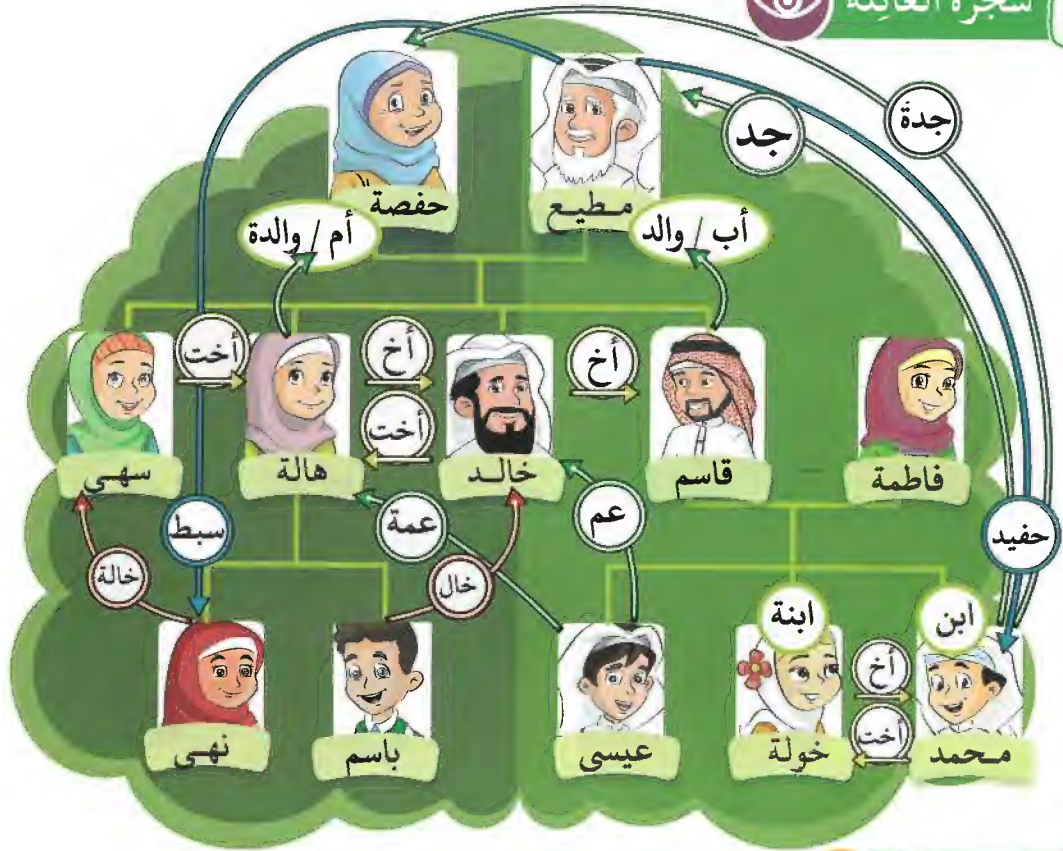 شجرة العائلة
جدة
جد
مطيع
حفصة
أب / والد
أم / والدة
أخ
أخ
أخت
أخت
فاطمة
قاسم
خالد
هالة
سهى
حفيد
عم
عمة
سبط
خال
خالة
ابن
ابنة
أخ
أخت
محمد
خولة
عيسى
باسم
نهى